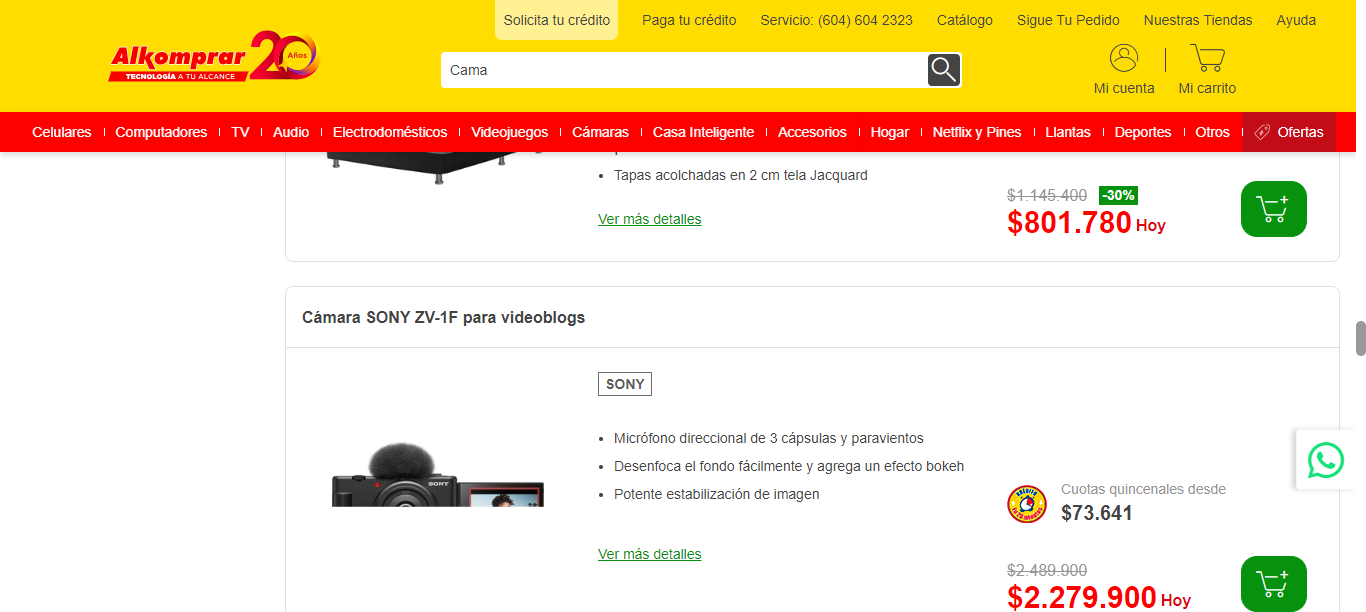 Solicita tu crédito Paga tu crédito Servicio: (604) 604 2323 Catálogo Sigue Tu Pedido Nuestras Tiendas Ayuda
Alkomprar 20 Años
TECNOLOGÍA A TU ALCANCE
Cama
Mi cuenta Mi carrito
Celulares Computadores TV Audio Electrodomésticos Videojuegos Cámaras Casa Inteligente Accesorios Hogar Netflix y Pines Llantas Deportes Otros Ofertas
• Tapas acolchadas en 2 cm tela Jacquard
Ver más detalles
$1.145.400 -30%
$801.780 Hoy
Cámara SONY ZV-1F para videoblogs
SONY
• Micrófono direccional de 3 cápsulas y paravientos
• Desenfoca el fondo fácilmente y agrega un efecto bokeh
• Potente estabilización de imagen
SONY
Cuotas quincenales desde
$73.641
Ver más detalles
$2.489.900
$2.279.900 Hoy